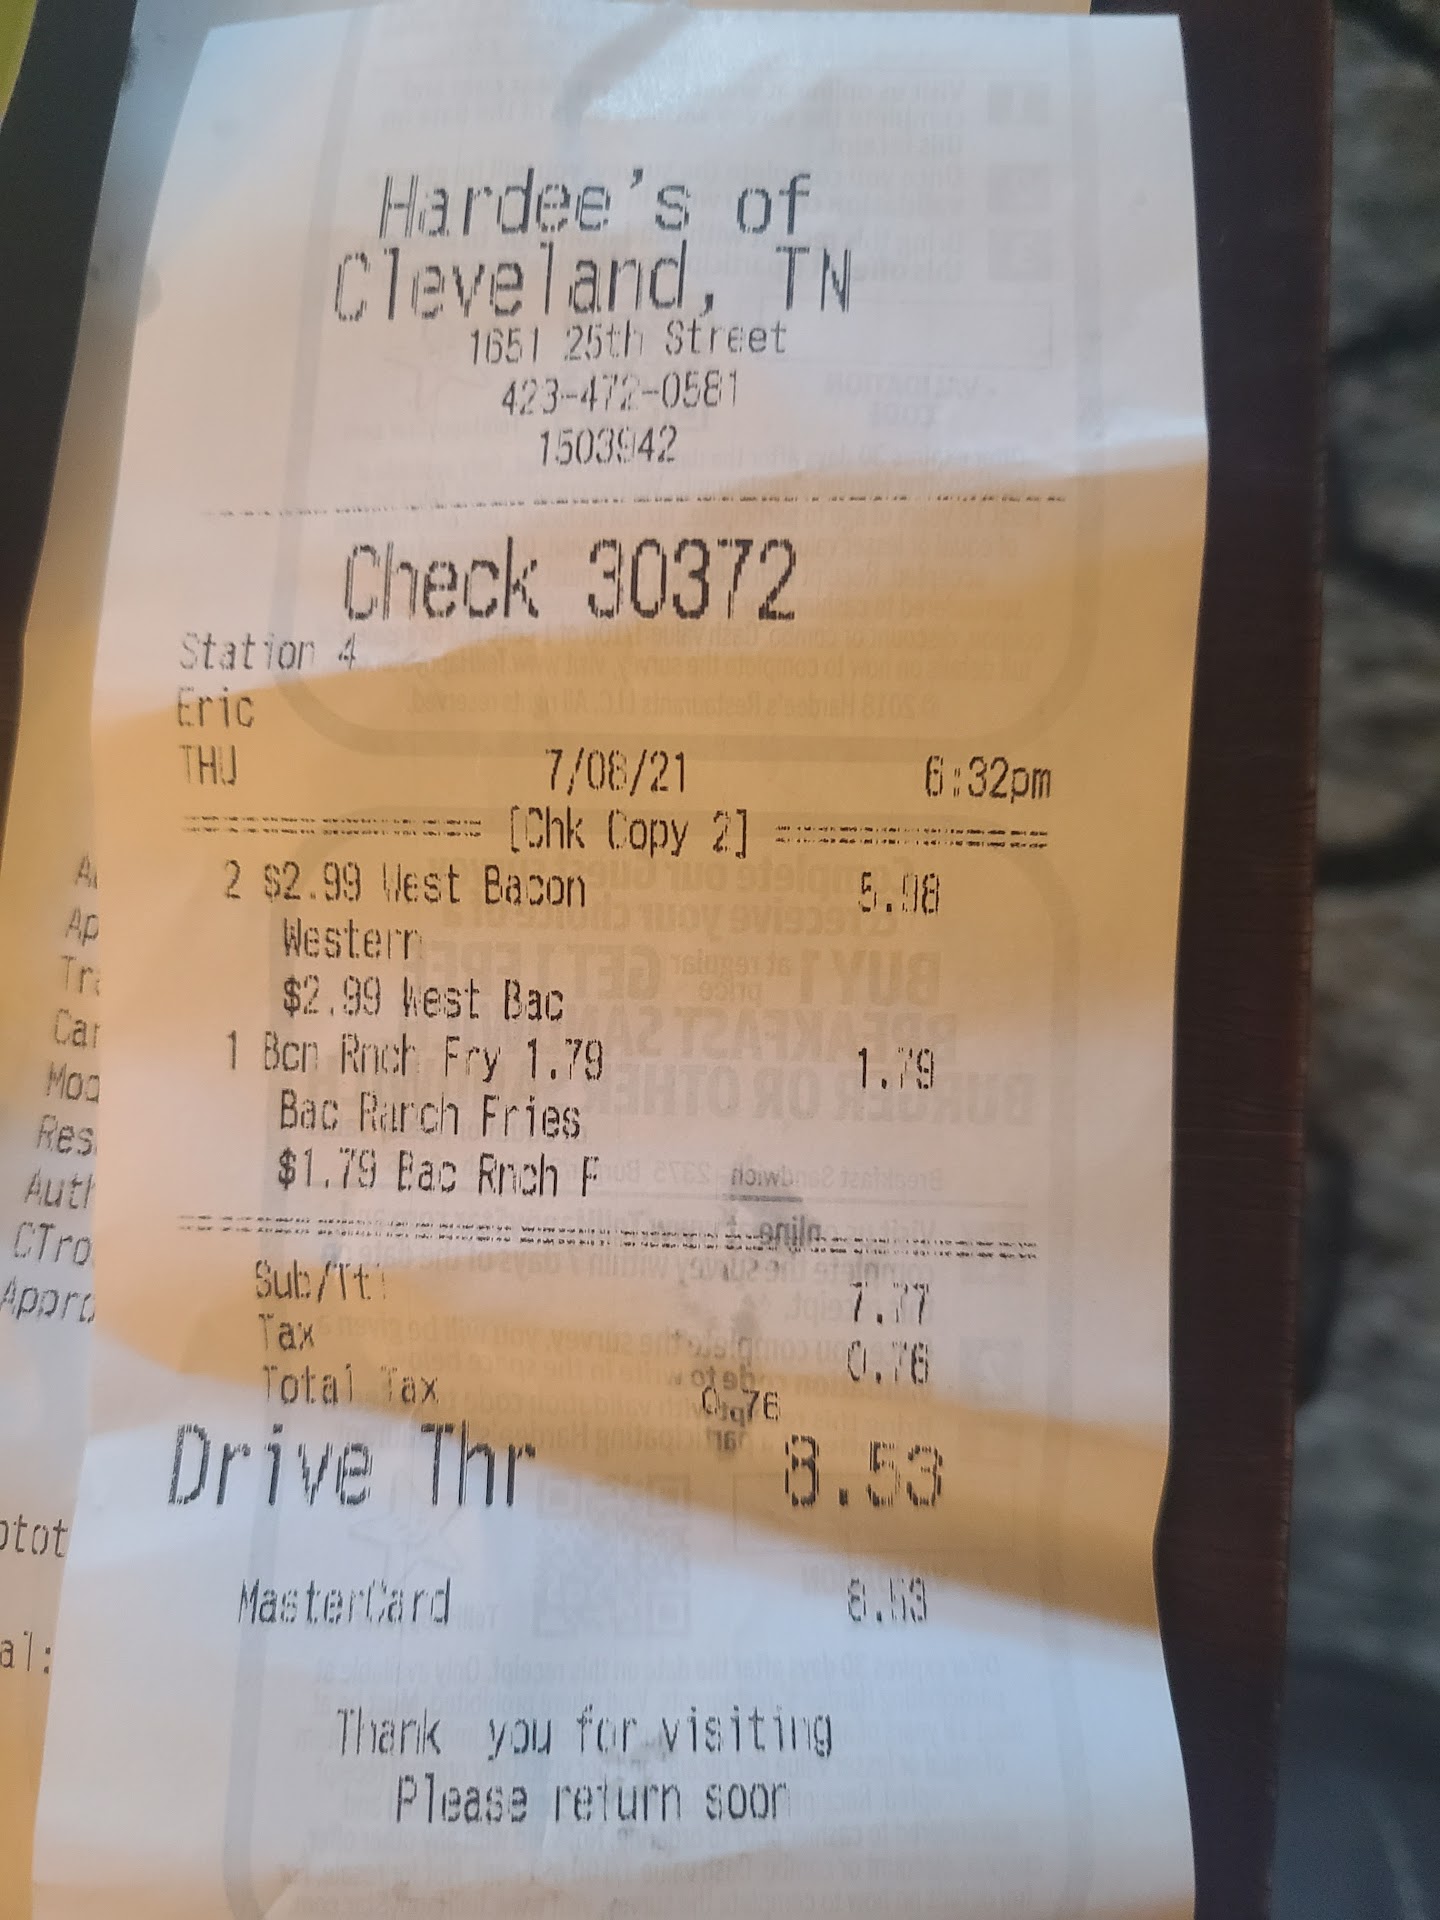 Hardee's of
Cleveland, TN
1651 25th Street
423-472-0581
1503942
Check 30372
Station 4
Eric
THU 7/08/21 6:32pm
[Chk Copy 2]
2 $2.99 West Bacon 5.98
Western
$2.99 West Bac
1 Bcn Rnch Fry 1.79 1.79
Bac Ranch Fries
$1.79 Bac Rnch F
Sub/Ttl 7.77
Tax 0.76
Total Tax 0.76
Drive Thr 8.53
MasterCard 8.53
Thank you for visiting
Please return soon